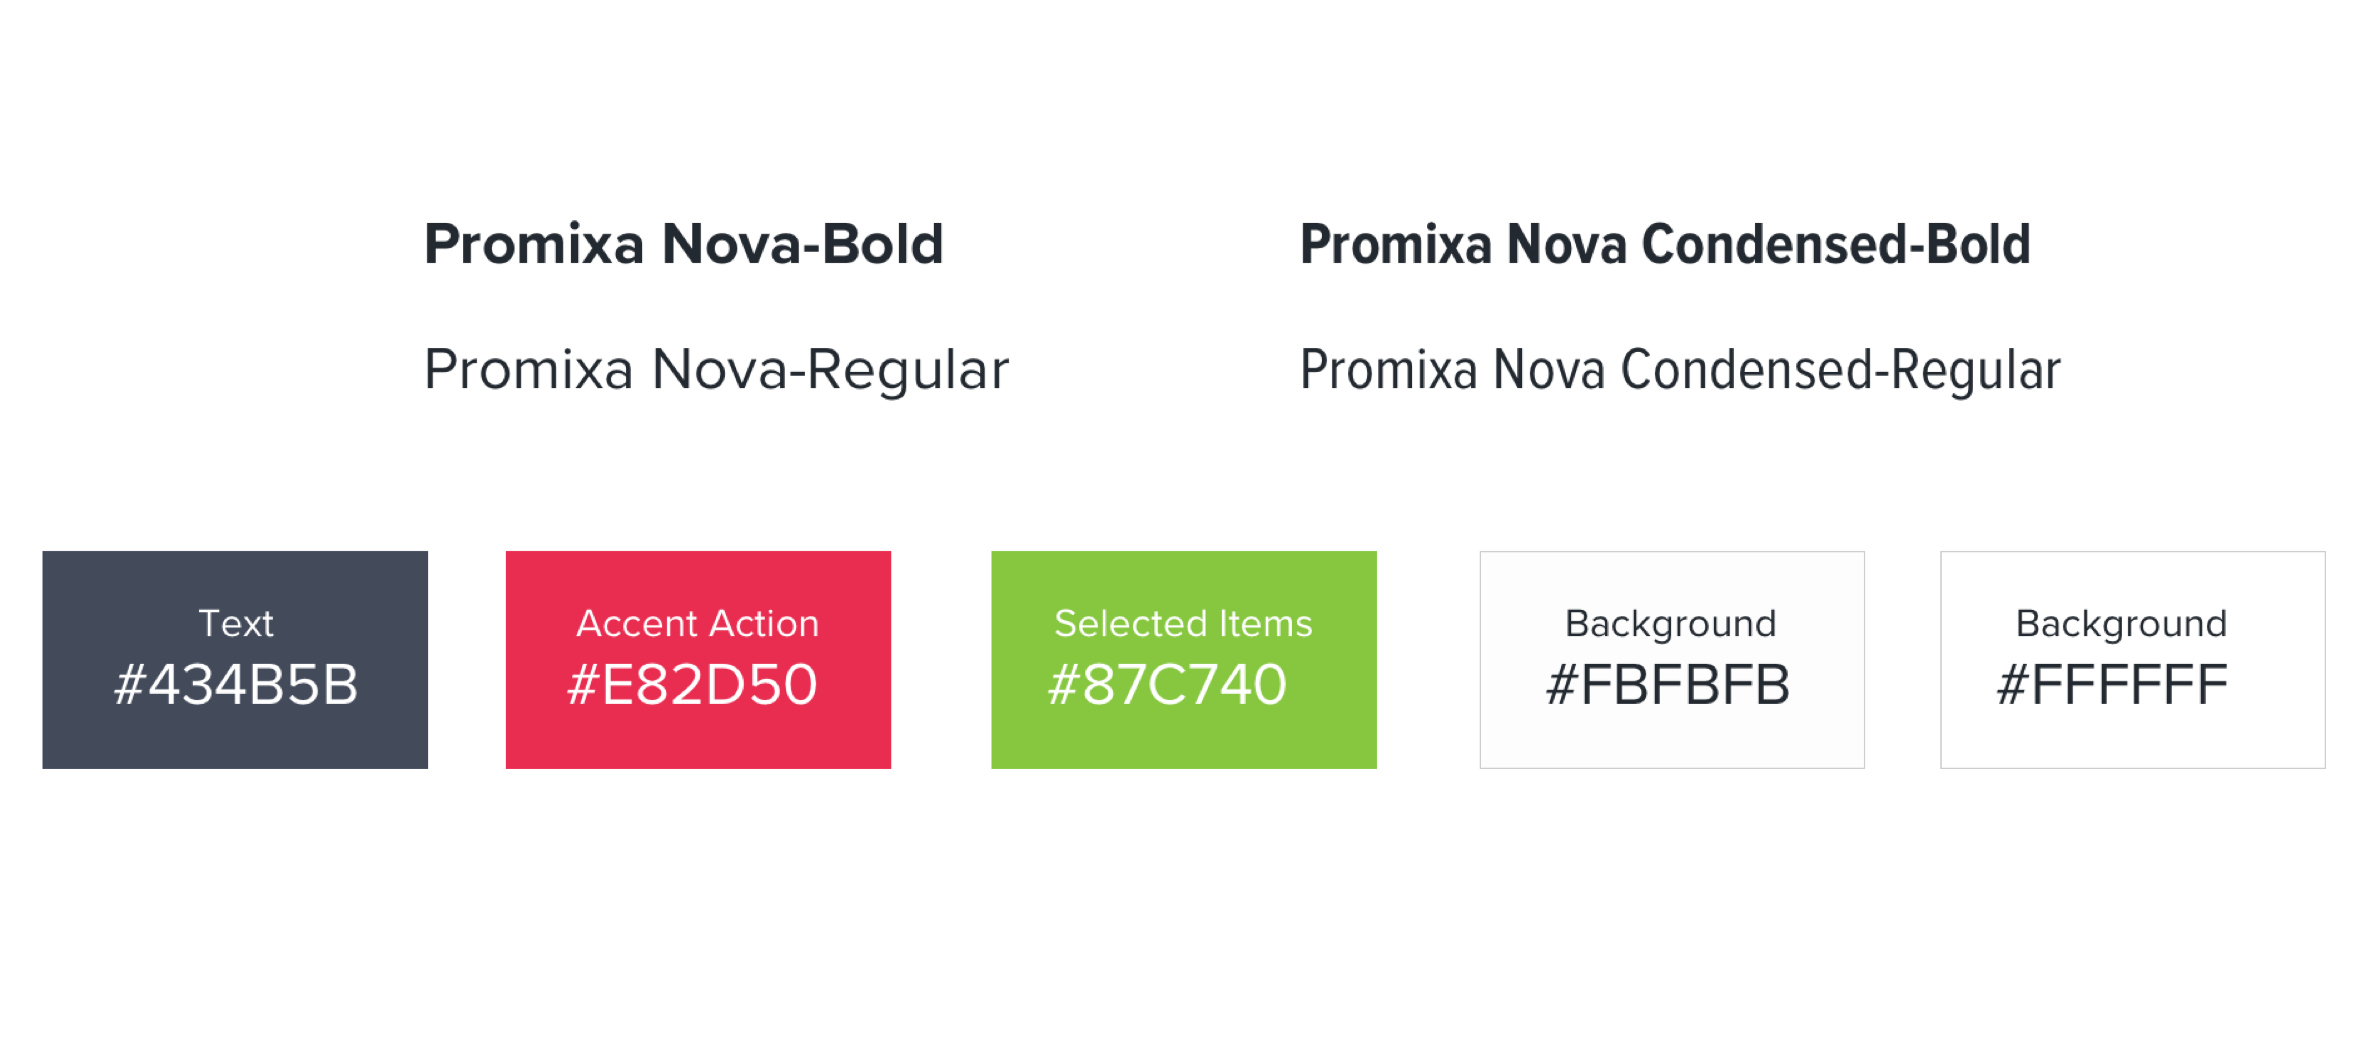 Promixa Nova-Bold
Promixa Nova Condensed-Bold
Promixa Nova-Regular
Promixa Nova Condensed-Regular
Text
#434B5B
Accent Action
#E82D50
Selected Items
#87C740
Background
#FBFBFB
Background
#FFFFFF